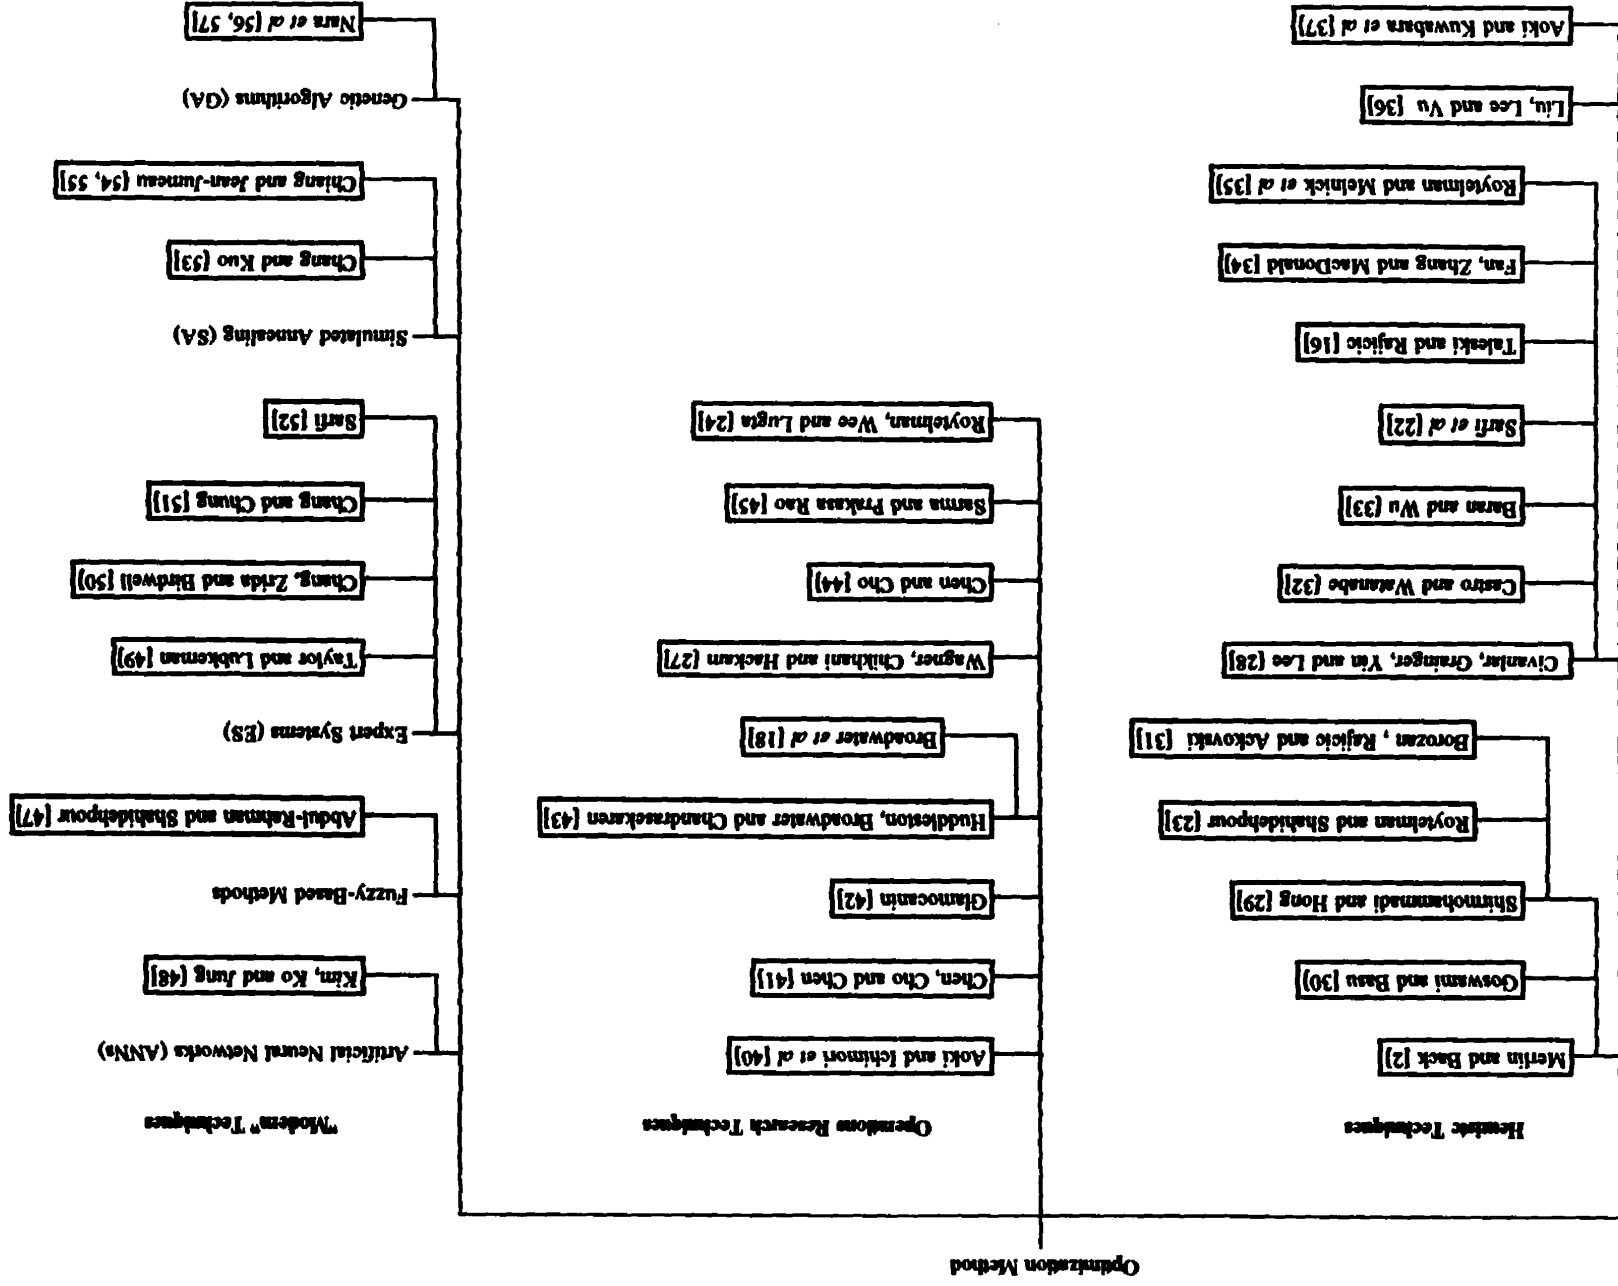 Optimization Method
Heuristic Techniques
Merlin and Back [2]
Goswami and Basu [30]
Shirmohammadi and Hong [29]
Roytelman and Shahidehpour [23]
Borozan , Rajicic and Ackovski [31]
Civanlar, Grainger, Yin and Lee [28]
Castro and Watanabe [32]
Baran and Wu [33]
Sarfi et al [22]
Taleski and Rajicic [16]
Fan, Zhang and MacDonald [34]
Roytelman and Melnick et al [35]
Liu, Lee and Vu [36]
Aoki and Kuwabara et al [37]
Operations Research Techniques
Aoki and Ichimori et al [40]
Chen, Cho and Chen [41]
Glamocanin [42]
Huddleston, Broadwater and Chandrasekaren [43]
Broadwater et al [18]
Wagner, Chikhani and Hackam [27]
Chen and Cho [44]
Sarma and Prakasa Rao [45]
Roytelman, Wee and Lugta [24]
"Modern" Techniques
Artificial Neural Networks (ANNs)
Kim, Ko and Jung [48]
Fuzzy-Based Methods
Abdul-Rahman and Shahidehpour [47]
Expert Systems (ES)
Taylor and Lubkeman [49]
Chang, Zrida and Birdwell [50]
Chang and Chung [51]
Sarfi [52]
Simulated Annealing (SA)
Chang and Kuo [53]
Chiang and Jean-Jumeau [54, 55]
Genetic Algorithms (GA)
Nara et al [56, 57]